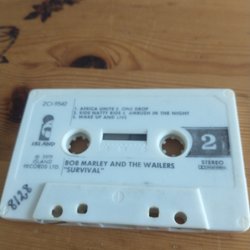 ZCI-9542
1. AFRICA UNITE 2. ONE DROP
3. RIDE NATTY RIDE 4. AMBUSH IN THE NIGHT
5. WAKE UP AND LIVE
ISLAND
℗ 1979
ISLAND
RECORDS LTD.
2
STEREO
BOB MARLEY AND THE WAILERS
"SURVIVAL"
8128